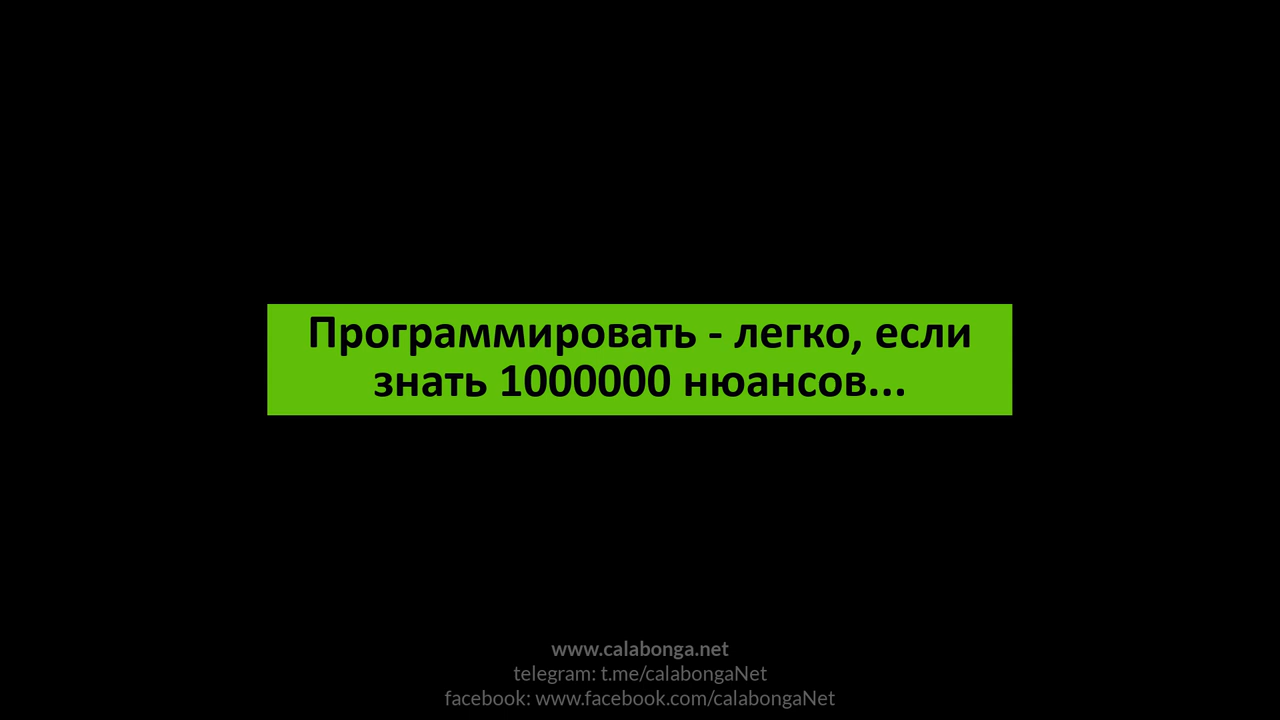 Программировать - легко, если
знать 1000000 нюансов...
www.calabonga.net
telegram: t.me/calabongaNet
facebook: www.facebook.com/calabongaNet